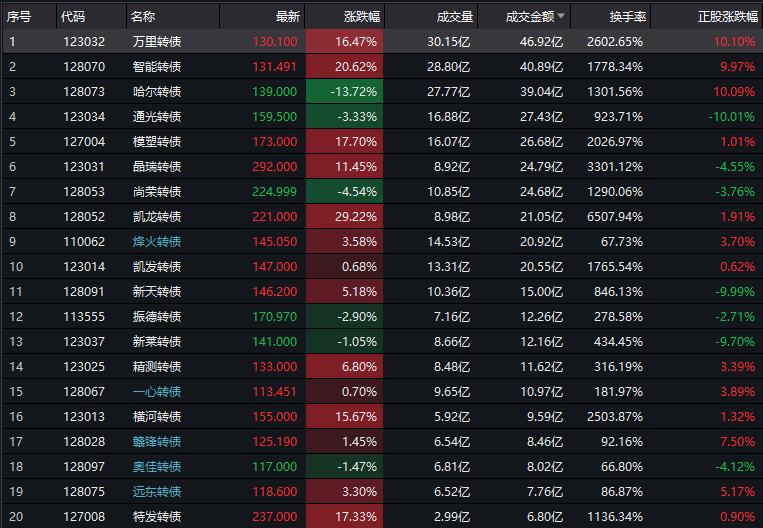 序号 代码 名称 最新 涨跌幅 成交量 成交金额 换手率 正股涨跌幅
1 123032 万里转债 130.100 16.47% 30.15亿 46.92亿 2602.65% 10.10%
2 128070 智能转债 131.491 20.62% 28.80亿 40.89亿 1778.34% 9.97%
3 128073 哈尔转债 139.000 -13.72% 27.77亿 39.04亿 1301.56% 10.09%
4 123034 通光转债 159.500 -3.33% 16.88亿 27.43亿 923.71% -10.01%
5 127004 模塑转债 173.000 17.70% 16.07亿 26.68亿 2026.97% 1.01%
6 123031 晶瑞转债 292.000 11.45% 8.92亿 24.79亿 3301.12% -4.55%
7 128053 尚荣转债 224.999 -4.54% 10.85亿 24.68亿 1290.06% -3.76%
8 128052 凯龙转债 221.000 29.22% 8.98亿 21.05亿 6507.94% 1.91%
9 110062 烽火转债 145.050 3.58% 14.53亿 20.92亿 67.73% 3.70%
10 123014 凯发转债 147.000 0.68% 13.31亿 20.55亿 1765.54% 0.62%
11 128091 新天转债 146.200 5.18% 10.36亿 15.00亿 846.13% -9.99%
12 113555 振德转债 170.970 -2.90% 7.16亿 12.26亿 278.58% -2.71%
13 123037 新莱转债 141.000 -1.05% 8.66亿 12.16亿 434.45% -9.70%
14 123025 精测转债 133.000 6.80% 8.48亿 11.62亿 316.19% 3.39%
15 128067 一心转债 113.451 0.70% 9.65亿 10.97亿 181.97% 3.89%
16 123013 横河转债 155.000 15.67% 5.92亿 9.59亿 2503.87% 1.32%
17 128028 赣锋转债 125.190 1.45% 6.54亿 8.46亿 92.16% 7.50%
18 128097 奥佳转债 117.000 -1.47% 6.81亿 8.02亿 66.80% -4.12%
19 128075 远东转债 118.600 3.30% 6.52亿 7.76亿 86.87% 5.17%
20 127008 特发转债 237.000 17.33% 2.99亿 6.80亿 1136.34% 0.90%